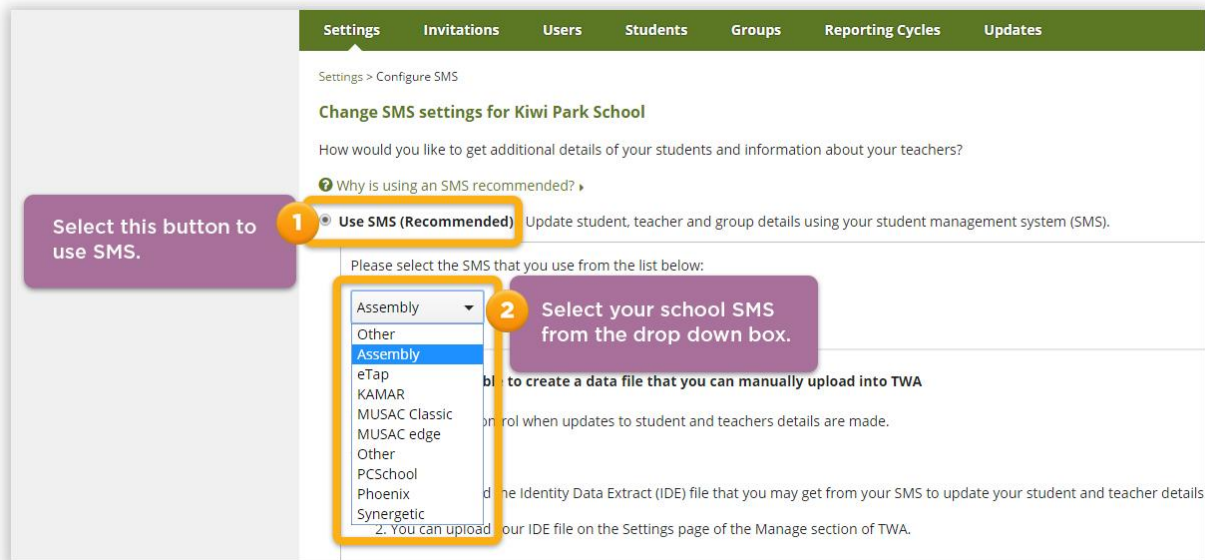 Settings Invitations Users Students Groups Reporting Cycles Updates
Settings > Configure SMS
Change SMS settings for Kiwi Park School
How would you like to get additional details of your students and information about your teachers?
Why is using an SMS recommended?
Select this button to
use SMS.
1
Use SMS (Recommended) Update student, teacher and group details using your student management system (SMS).
Please select the SMS that you use from the list below:
Assembly
2
Select your school SMS
from the drop down box.
Other
Assembly
eTap
KAMAR
MUSAC Classic
MUSAC edge
Other
PCSchool
Phoenix
Synergetic
to create a data file that you can manually upload into TWA
when updates to student and teachers details are made.
the Identity Data Extract (IDE) file that you may get from your SMS to update your student and teacher details
2. You can upload your IDE file on the Settings page of the Manage section of TWA.